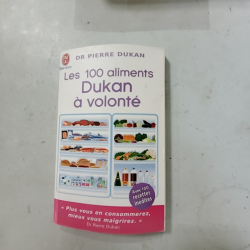 DR PIERRE DUKAN
Les 100 aliments
Dukan
à volonté
Avec 100
recettes
inédites
« Plus vous en consommerez,
mieux vous maigrirez. »
Dr Pierre Dukan